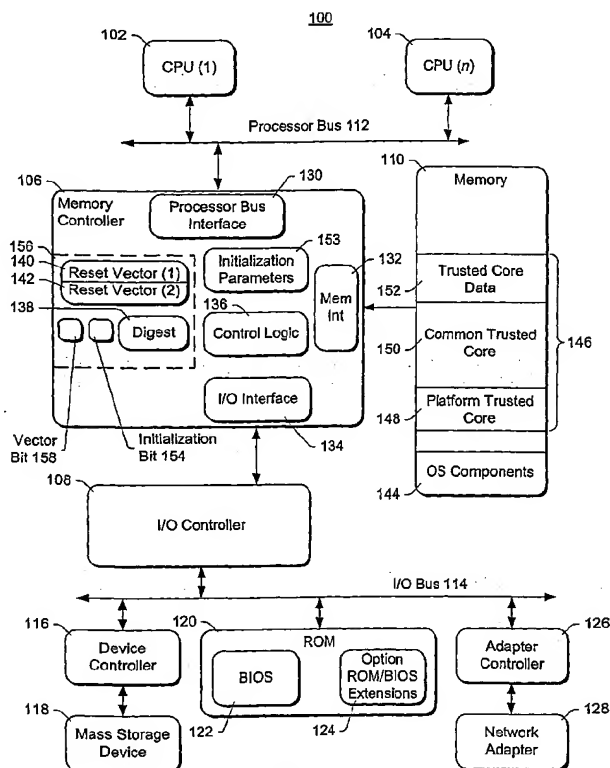 100
102
CPU (1)
104
CPU (n)
Processor Bus 112
106
Memory
Controller
130
Processor Bus
Interface
110
Memory
156
140
Reset Vector (1)
142
Reset Vector (2)
153
Initialization
Parameters
132
Mem
Int
138
Digest
136
Control Logic
I/O Interface
134
Vector
Bit 158
Initialization
Bit 154
Trusted Core
Data
152
Common Trusted
Core
150
146
Platform Trusted
Core
148
OS Components
144
108
I/O Controller
I/O Bus 114
116
Device
Controller
118
Mass Storage
Device
120
ROM
BIOS
122
Option
ROM/BIOS
Extensions
124
126
Adapter
Controller
128
Network
Adapter